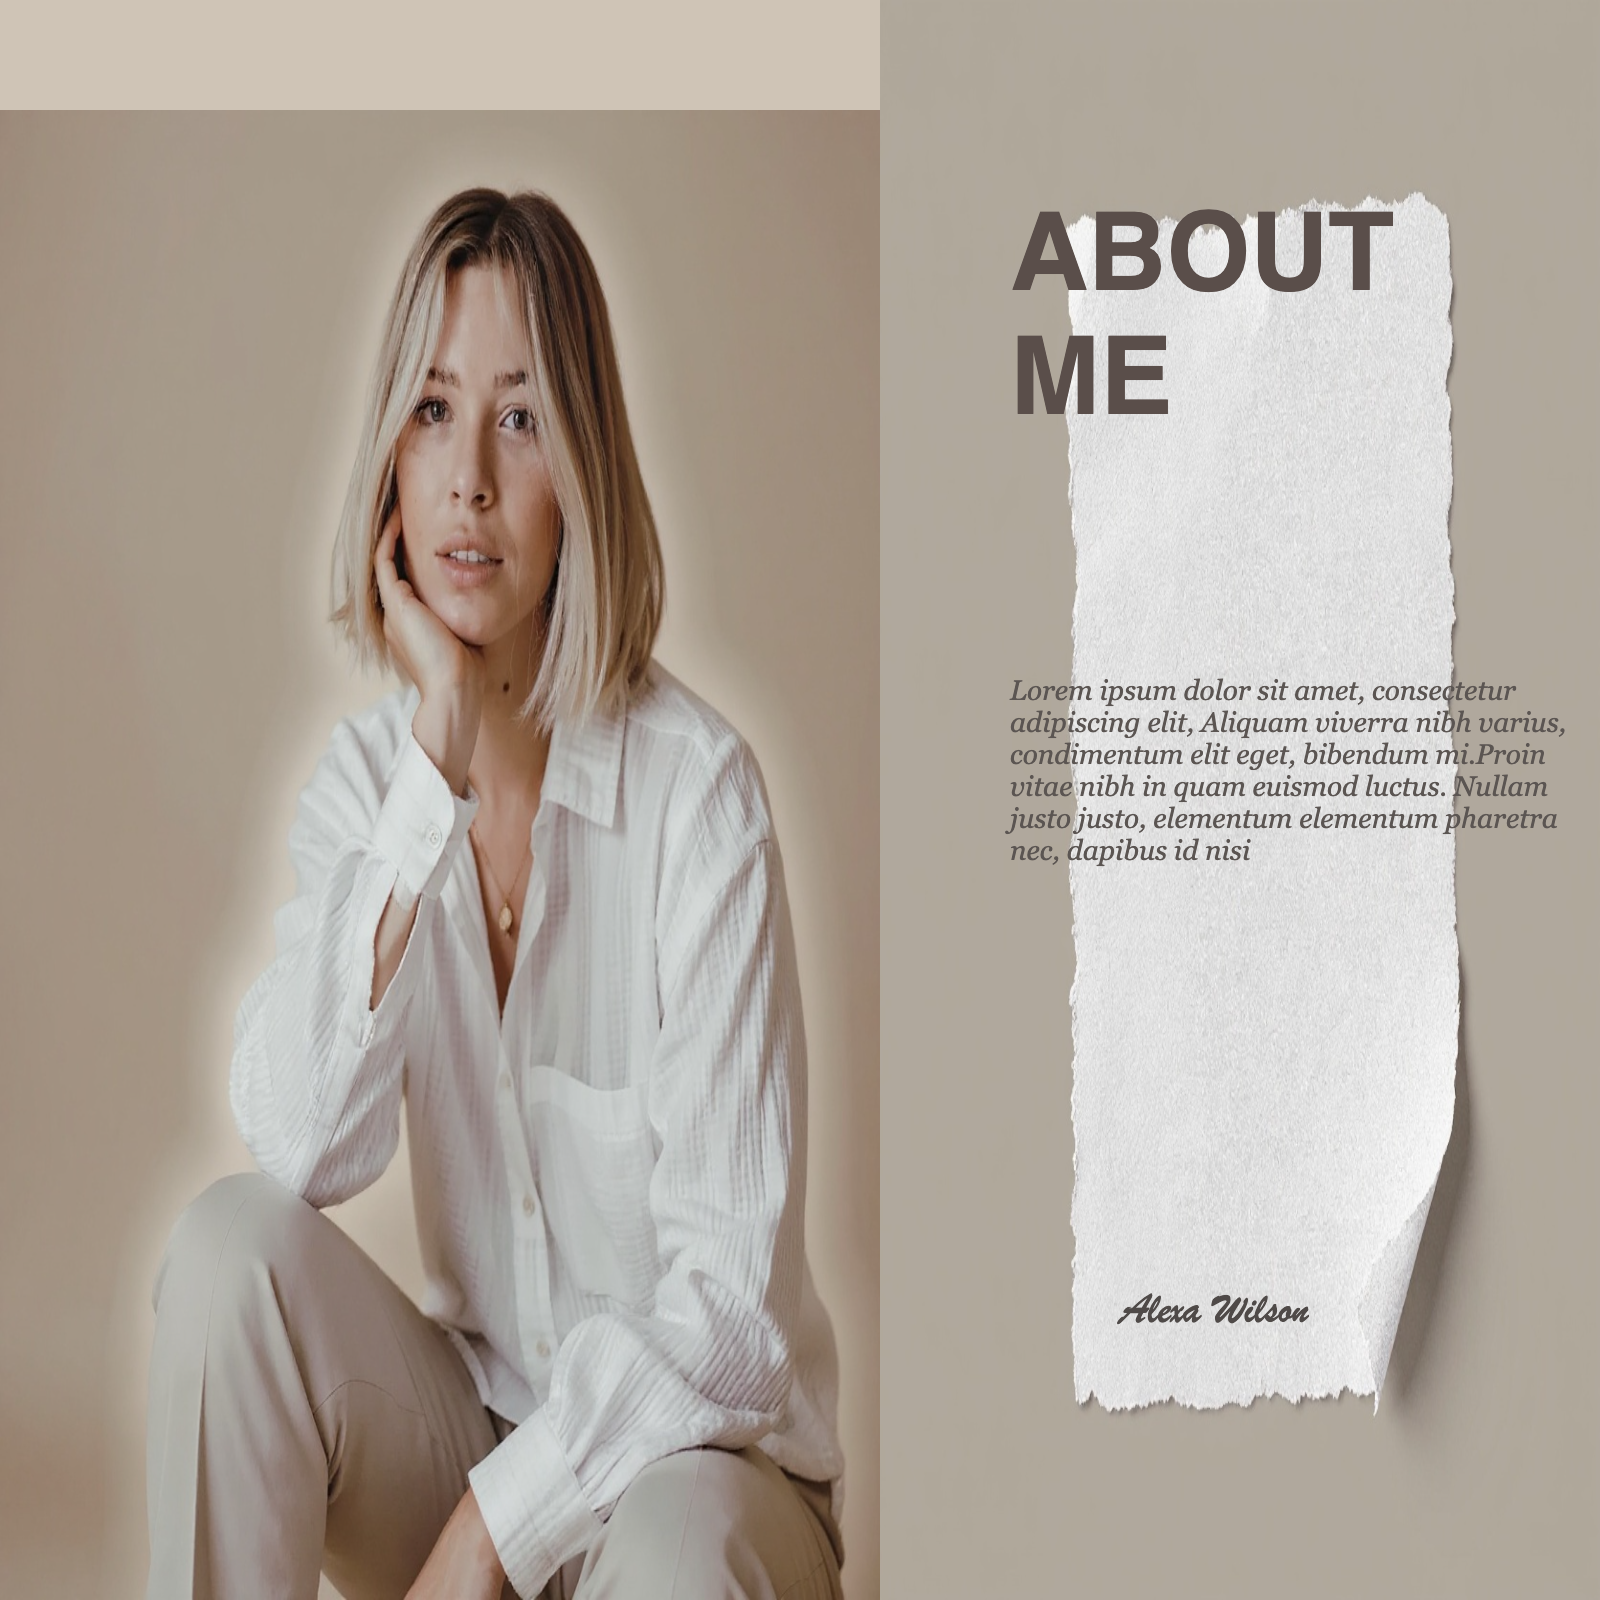 ABOUT
ME
Lorem ipsum dolor sit amet, consectetur
adipiscing elit, Aliquam viverra nibh varius,
condimentum elit eget, bibendum mi.Proin
vitae nibh in quam euismod luctus. Nullam
justo justo, elementum elementum pharetra
nec, dapibus id nisi
Alexa Wilson